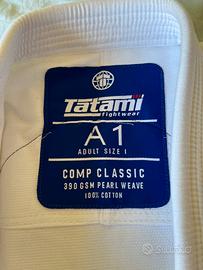 Tatami
fightwear
A1
ADULT SIZE 1
COMP CLASSIC
390 GSM PEARL WEAVE
100% COTTON